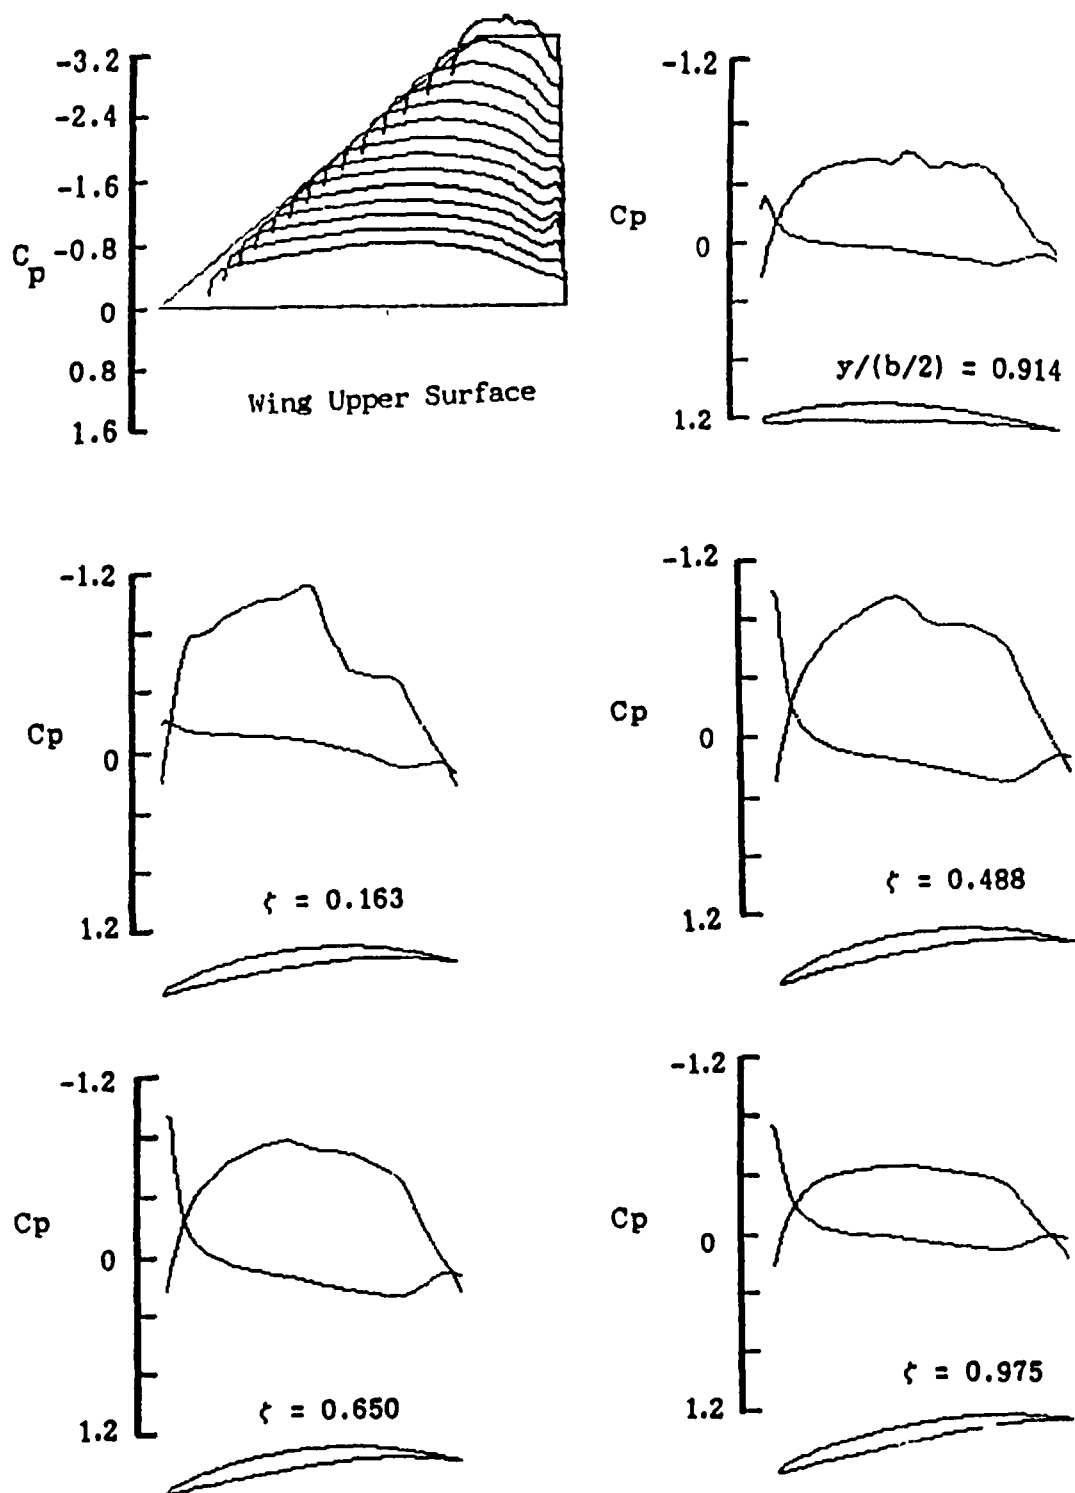 -3.2
-2.4
-1.6
-0.8
Cp
0
0.8
1.6
Wing Upper Surface
-1.2
Cp
0
1.2
y/(b/2) = 0.914
-1.2
Cp
0
1.2
ζ = 0.163
-1.2
Cp
0
1.2
ζ = 0.488
-1.2
Cp
0
1.2
ζ = 0.650
-1.2
Cp
0
1.2
ζ = 0.975